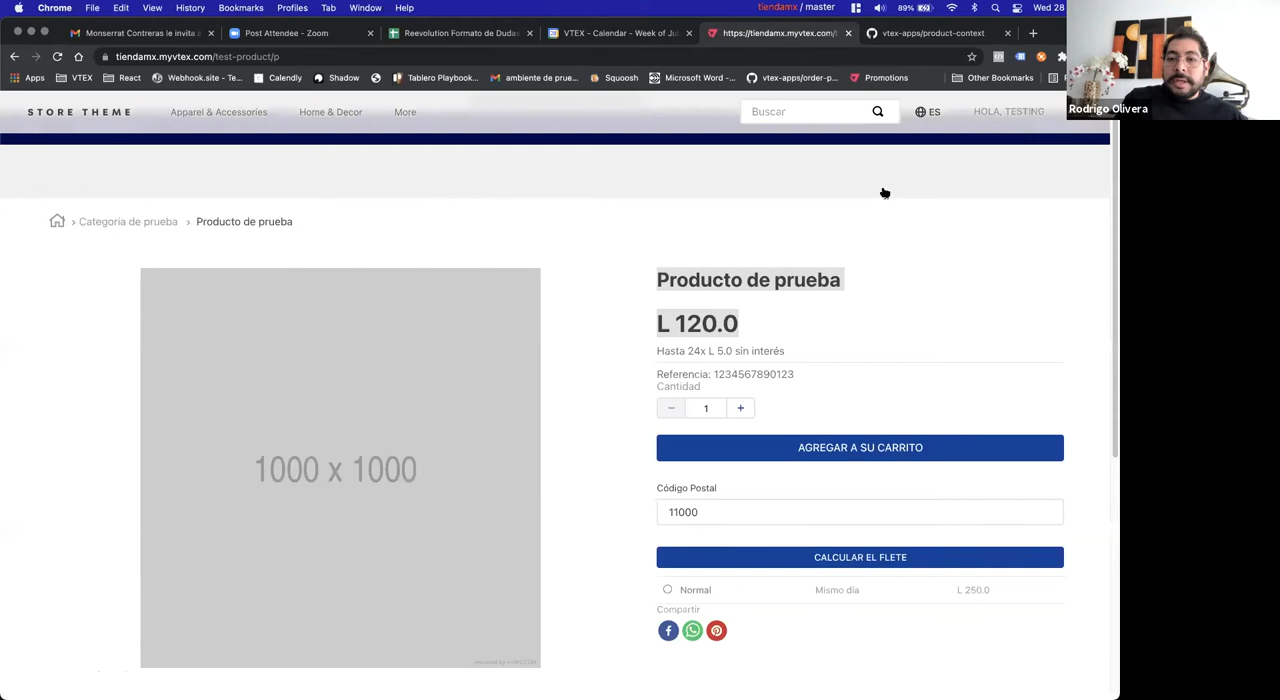 Chrome File Edit View History Bookmarks Profiles Tab Window Help tiendamx / master 89% Wed 28
Monserrat Contreras le invita a Post Attendee - Zoom Reevolution Formato de Dudas VTEX - Calendar - Week of Ju https://tiendamx.myvtex.com/ vtex-apps/product-context
tiendamx.myvtex.com/test-product/p
Apps VTEX React Webhook.site - Te... Calendly Shadow Tablero Playbook... ambiente de prue... Squoosh Microsoft Word -... vtex-apps/order-p... Promotions Other Bookmarks
Rodrigo Olivera
STORE THEME Apparel & Accessories Home & Decor More Buscar ES HOLA, TESTING
Categoría de prueba Producto de prueba
Producto de prueba
L 120.0
Hasta 24x L 5.0 sin interés
Referencia: 1234567890123
Cantidad
− 1 +
AGREGAR A SU CARRITO
1000 x 1000
Código Postal
11000
CALCULAR EL FLETE
Normal Mismo día L 250.0
Compartir